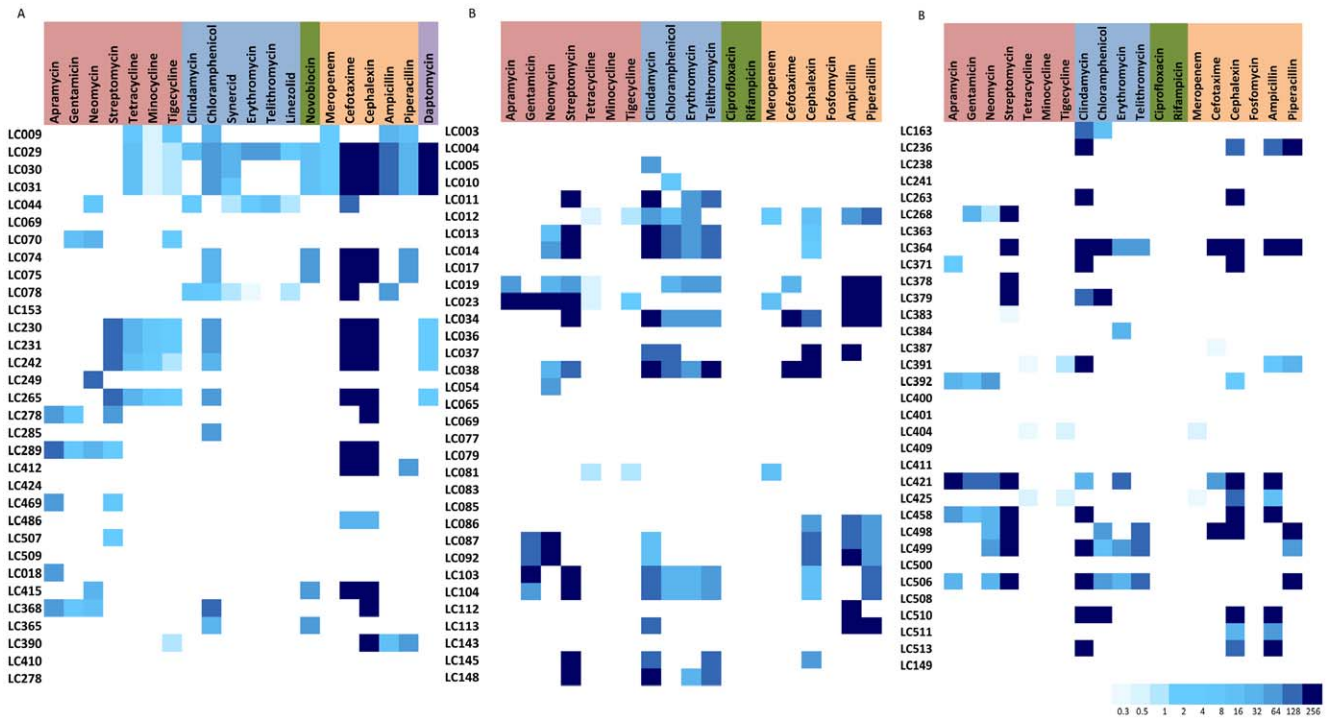 A
Apramycin
Gentamicin
Neomycin
Streptomycin
Tetracycline
Minocycline
Tigecycline
Clindamycin
Chloramphenicol
Synercid
Erythromycin
Telithromycin
Linezolid
Novobiocin
Meropenem
Cefotaxime
Cephalexin
Ampicillin
Piperacillin
Daptomycin
LC009
LC029
LC030
LC031
LC044
LC069
LC070
LC074
LC075
LC078
LC153
LC230
LC231
LC242
LC249
LC265
LC278
LC285
LC289
LC412
LC424
LC469
LC486
LC507
LC509
LC018
LC415
LC368
LC365
LC390
LC410
LC278
B
Apramycin
Gentamicin
Neomycin
Streptomycin
Tetracycline
Minocycline
Tigecycline
Clindamycin
Chloramphenicol
Erythromycin
Telithromycin
Ciprofloxacin
Rifampicin
Meropenem
Cefotaxime
Cephalexin
Fosfomycin
Ampicillin
Piperacillin
LC003
LC004
LC005
LC010
LC011
LC012
LC013
LC014
LC017
LC019
LC023
LC034
LC036
LC037
LC038
LC054
LC065
LC069
LC077
LC079
LC081
LC083
LC085
LC086
LC087
LC092
LC103
LC104
LC112
LC113
LC143
LC145
LC148
B
Apramycin
Gentamicin
Neomycin
Streptomycin
Tetracycline
Minocycline
Tigecycline
Clindamycin
Chloramphenicol
Erythromycin
Telithromycin
Ciprofloxacin
Rifampicin
Meropenem
Cefotaxime
Cephalexin
Fosfomycin
Ampicillin
Piperacillin
LC163
LC236
LC238
LC241
LC263
LC268
LC363
LC364
LC371
LC378
LC379
LC383
LC384
LC387
LC391
LC392
LC400
LC401
LC404
LC409
LC411
LC421
LC425
LC458
LC498
LC499
LC500
LC506
LC508
LC510
LC511
LC513
LC149
0.3 0.5 1 2 4 8 16 32 64 128 256